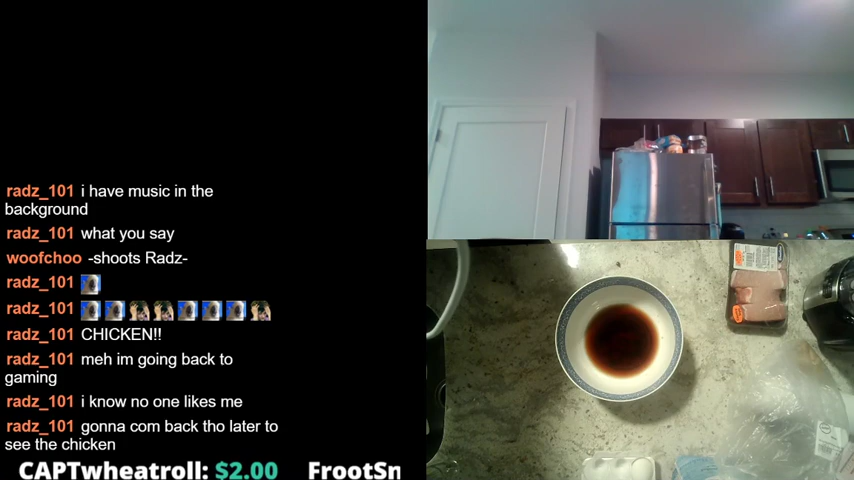 radz_101 i have music in the
background
radz_101 what you say
woofchoo -shoots Radz-
radz_101
radz_101
radz_101 CHICKEN!!
radz_101 meh im going back to
gaming
radz_101 i know no one likes me
radz_101 gonna com back tho later to
see the chicken
CAPTwheatroll: $2.00 FrootSn